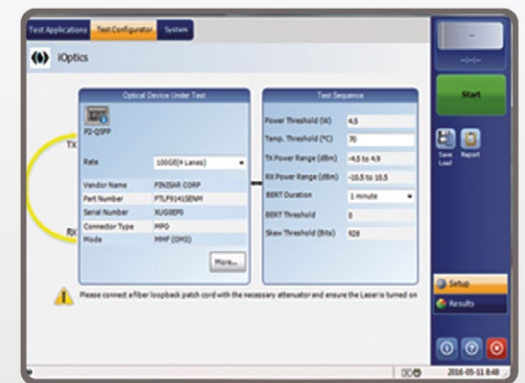 Test Applications Test Configurator System
iOptics
Optical Device Under Test
P2-QSFP
TX
Rate 100GE(4 Lanes)
Vendor Name FINISAR CORP
Part Number FTLF9141SENM
Serial Number XUG0EP0
Connector Type MPO
RX
Mode MMF (OM3)
More...
Test Sequence
Power Threshold (W) 4.5
Temp. Threshold (°C) 70
TX Power Range (dBm) -4.5 to 4.9
RX Power Range (dBm) -10.5 to 10.5
BERT Duration 1 minute
BERT Threshold 0
Skew Threshold (Bits) 928
Please connect a fiber loopback patch cord with the necessary attenuator and ensure the Laser is turned on
--
--:--:--
Start
Save
Load
Report
Setup
Results
2016-05-11 8:48